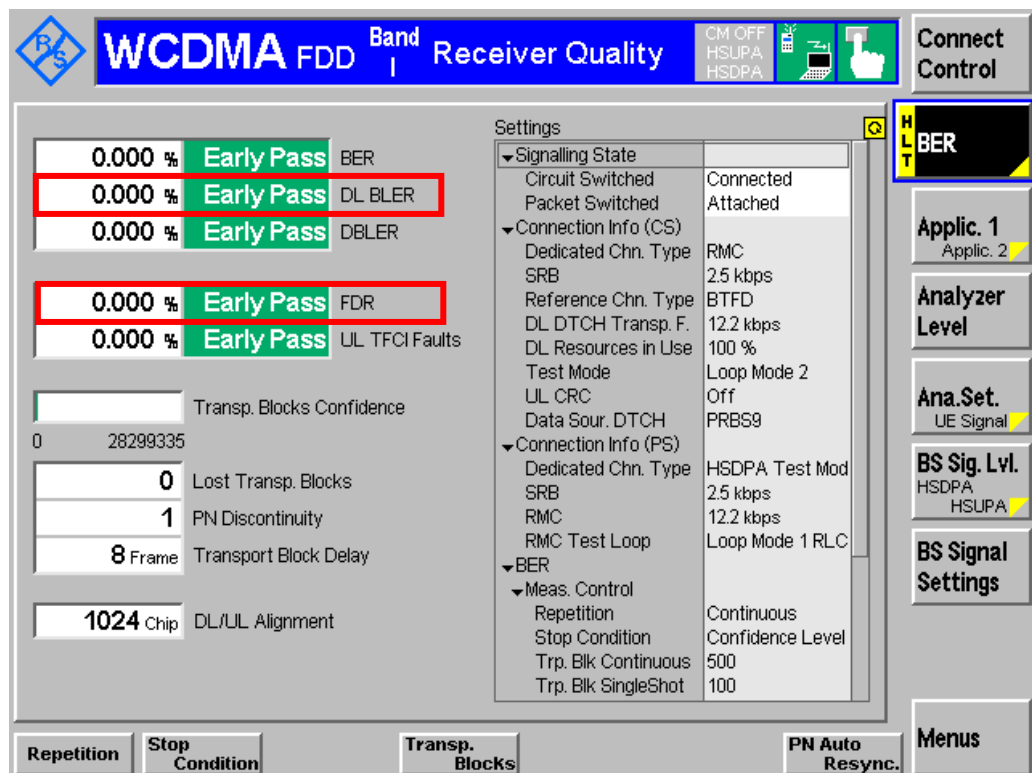 R&S
WCDMA FDD Band I Receiver Quality
CM OFF
HSUPA
HSDPA
Connect Control
Settings
0.000 % Early Pass BER
0.000 % Early Pass DL BLER
0.000 % Early Pass DBLER
0.000 % Early Pass FDR
0.000 % Early Pass UL TFCI Faults
Transp. Blocks Confidence
0 28299335
0 Lost Transp. Blocks
1 PN Discontinuity
8 Frame Transport Block Delay
1024 Chip DL/UL Alignment
Signalling State
Circuit Switched Connected
Packet Switched Attached
Connection Info (CS)
Dedicated Chn. Type RMC
SRB 2.5 kbps
Reference Chn. Type BTFD
DL DTCH Transp. F. 12.2 kbps
DL Resources in Use 100 %
Test Mode Loop Mode 2
UL CRC Off
Data Sour. DTCH PRBS9
Connection Info (PS)
Dedicated Chn. Type HSDPA Test Mod
SRB 2.5 kbps
RMC 12.2 kbps
RMC Test Loop Loop Mode 1 RLC
BER
Meas. Control
Repetition Continuous
Stop Condition Confidence Level
Trp. Blk Continuous 500
Trp. Blk SingleShot 100
HLT BER
Applic. 1
Applic. 2
Analyzer
Level
Ana.Set.
UE Signal
BS Sig. Lvl.
HSDPA
HSUPA
BS Signal
Settings
Menus
Repetition
Stop
Condition
Transp.
Blocks
PN Auto
Resync.